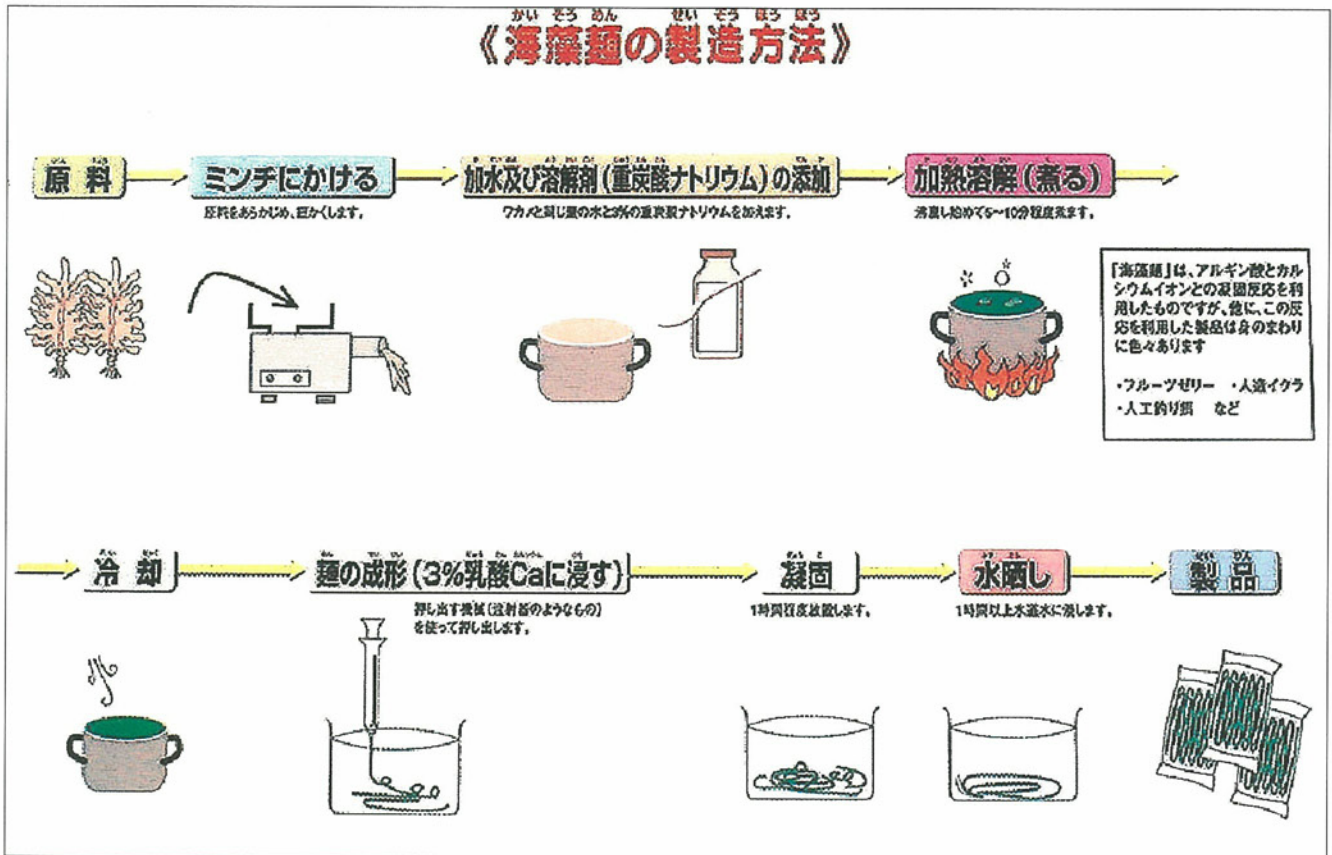 《海藻麺の製造方法》
かい そう めん せい ぞう ほう ほう
原料
ミンチにかける
加水及び溶解剤(重炭酸ナトリウム)の添加
加熱溶解(煮る)
原料をあらかじめ、細かくします。
ワカメと同じ量の水と3%の重炭酸ナトリウムを加えます。
沸騰し始めて5〜10分程度煮ます。
「海藻麺」は、アルギン酸とカル
シウムイオンとの凝固反応を利
用したものですが、他に、この反
応を利用した製品は身のまわり
に色々あります
・フルーツゼリー ・人造イクラ
・人工釣り餌 など
冷却
麺の成形(3%乳酸Caに浸す)
凝固
水晒し
製品
押し出す機械(注射器のようなもの)
を使って押し出します。
1時間程度放置します。
1時間以上水道水に浸します。